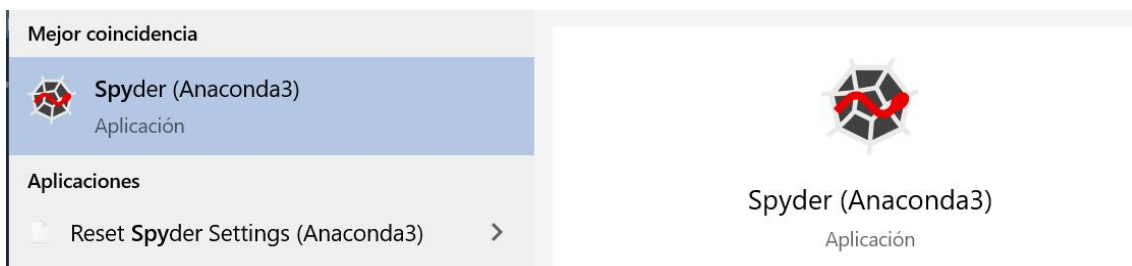 Mejor coincidencia
Spyder (Anaconda3)
Aplicación
Aplicaciones
Reset Spyder Settings (Anaconda3)
Spyder (Anaconda3)
Aplicación